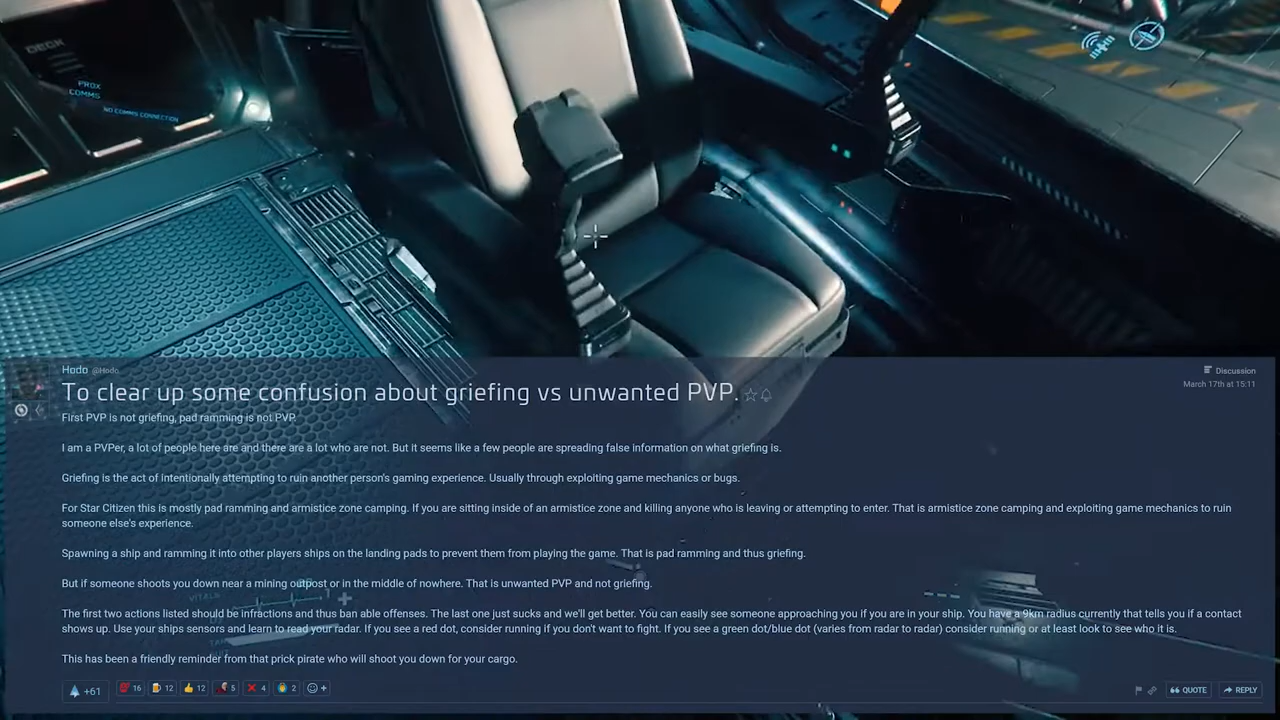 DECK
PROX
COMMS
NO COMMS CONNECTION
Hodo @Hodo
Discussion
To clear up some confusion about griefing vs unwanted PVP.
March 17th at 15:11
First PVP is not griefing, pad ramming is not PVP.
I am a PVPer, a lot of people here are and there are a lot who are not. But it seems like a few people are spreading false information on what griefing is.
Griefing is the act of intentionally attempting to ruin another person's gaming experience. Usually through exploiting game mechanics or bugs.
For Star Citizen this is mostly pad ramming and armistice zone camping. If you are sitting inside of an armistice zone and killing anyone who is leaving or attempting to enter. That is armistice zone camping and exploiting game mechanics to ruin
someone else's experience.
Spawning a ship and ramming it into other players ships on the landing pads to prevent them from playing the game. That is pad ramming and thus griefing.
But if someone shoots you down near a mining outpost or in the middle of nowhere. That is unwanted PVP and not griefing.
The first two actions listed should be infractions and thus ban able offenses. The last one just sucks and we'll get better. You can easily see someone approaching you if you are in your ship. You have a 9km radius currently that tells you if a contact
shows up. Use your ships sensors and learn to read your radar. If you see a red dot, consider running if you don't want to fight. If you see a green dot/blue dot (varies from radar to radar) consider running or at least look to see who it is.
This has been a friendly reminder from that prick pirate who will shoot you down for your cargo.
+61 16 12 12 5 4 2 +
QUOTE REPLY